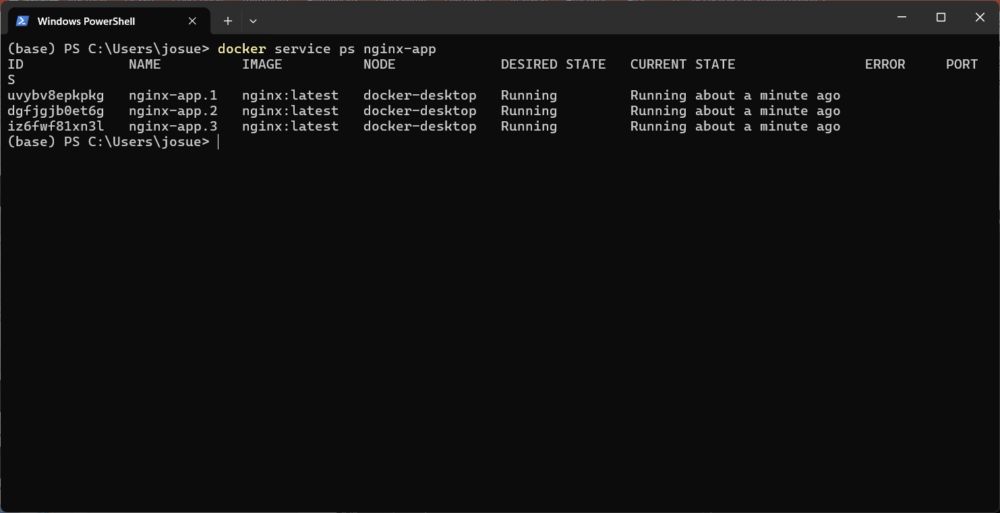 Windows PowerShell
(base) PS C:\Users\josue> docker service ps nginx-app
ID             NAME          IMAGE          NODE             DESIRED STATE   CURRENT STATE                ERROR     PORT
S
uvybv8epkpkg   nginx-app.1   nginx:latest   docker-desktop   Running         Running about a minute ago
dgfjgjb0et6g   nginx-app.2   nginx:latest   docker-desktop   Running         Running about a minute ago
iz6fwf81xn3l   nginx-app.3   nginx:latest   docker-desktop   Running         Running about a minute ago
(base) PS C:\Users\josue>